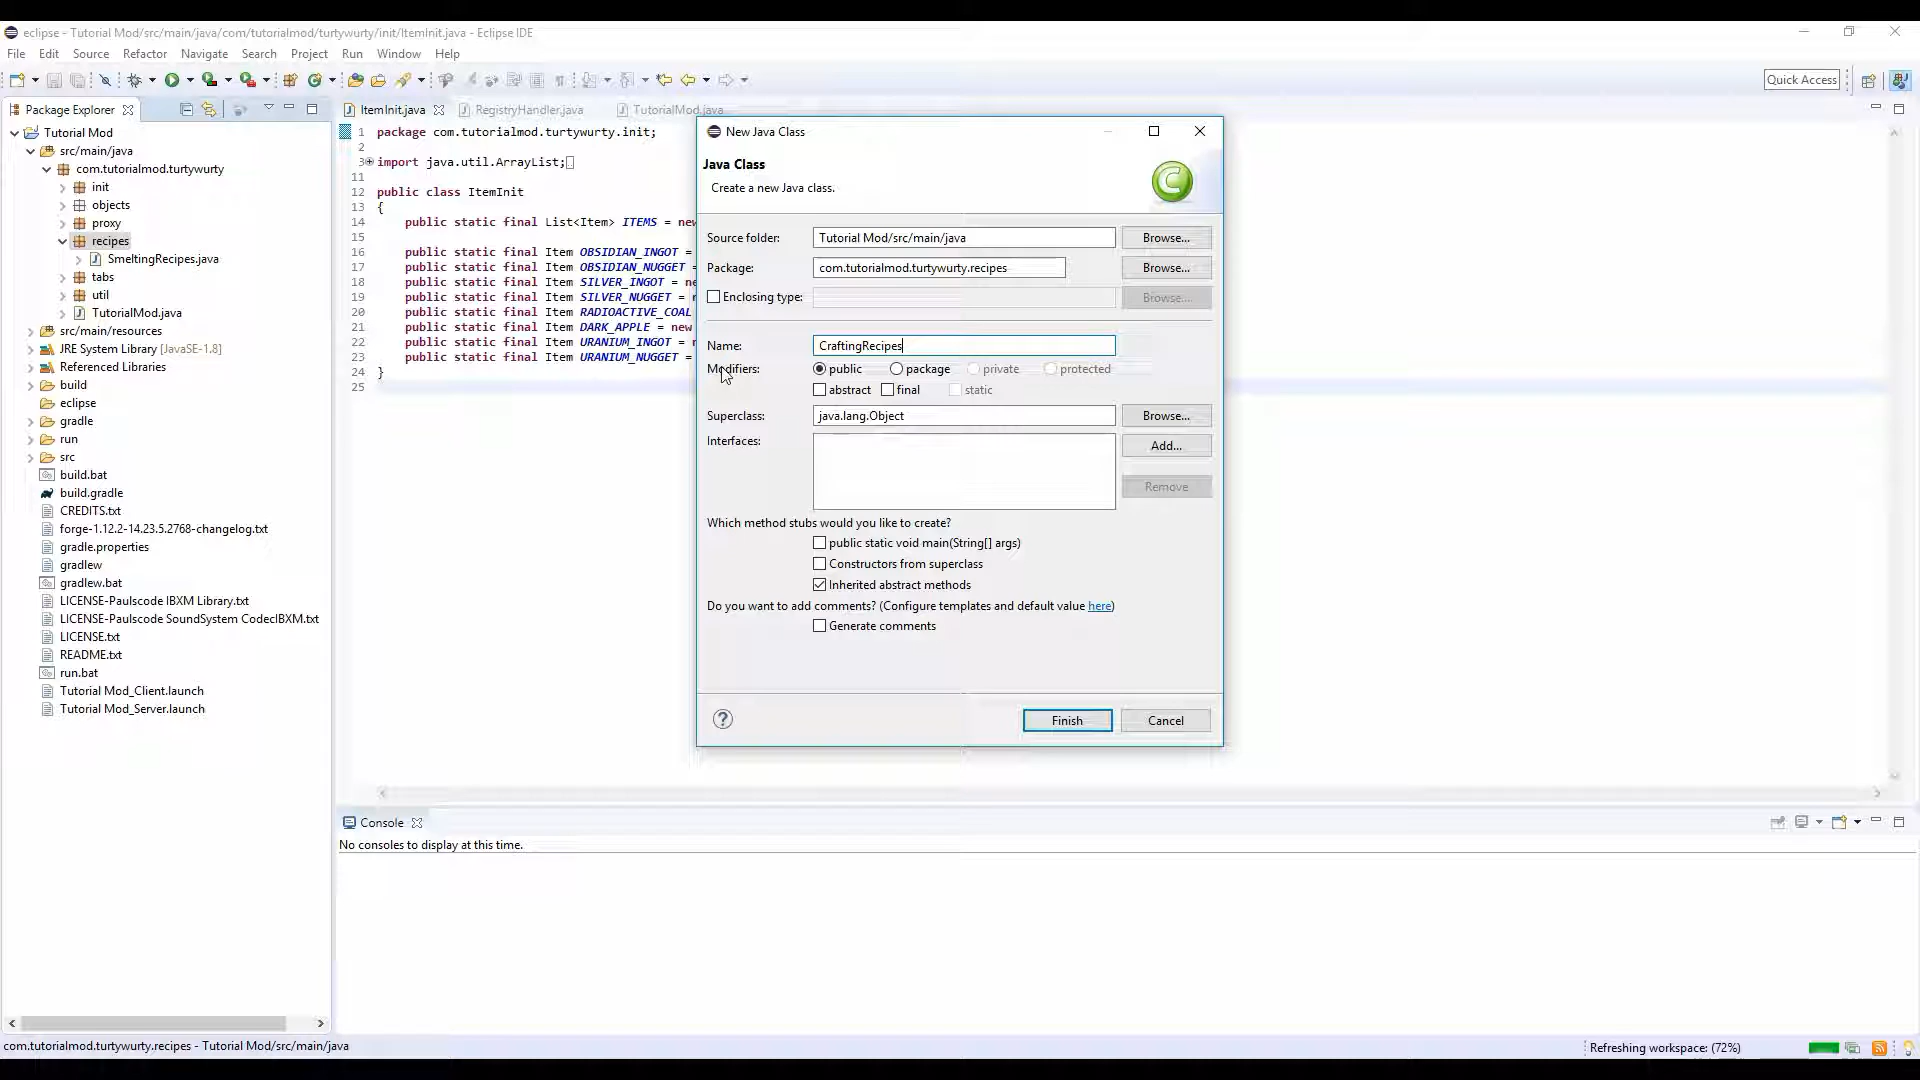 eclipse - Tutorial Mod/src/main/java/com/tutorialmod/turtywurty/init/ItemInit.java - Eclipse IDE
File Edit Source Refactor Navigate Search Project Run Window Help
Quick Access
Package Explorer
Tutorial Mod
src/main/java
com.tutorialmod.turtywurty
init
objects
proxy
recipes
SmeltingRecipes.java
tabs
util
TutorialMod.java
src/main/resources
JRE System Library [JavaSE-1.8]
Referenced Libraries
build
eclipse
gradle
run
src
build.bat
build.gradle
CREDITS.txt
forge-1.12.2-14.23.5.2768-changelog.txt
gradle.properties
gradlew
gradlew.bat
LICENSE-Paulscode IBXM Library.txt
LICENSE-Paulscode SoundSystem CodecIBXM.txt
LICENSE.txt
README.txt
run.bat
Tutorial Mod_Client.launch
Tutorial Mod_Server.launch
ItemInit.java RegistryHandler.java TutorialMod.java
1 package com.tutorialmod.turtywurty.init;
2
3 import java.util.ArrayList;
11
12 public class ItemInit
13 {
14 public static final List<Item> ITEMS = new
15
16 public static final Item OBSIDIAN_INGOT =
17 public static final Item OBSIDIAN_NUGGET =
18 public static final Item SILVER_INGOT = ne
19 public static final Item SILVER_NUGGET = n
20 public static final Item RADIOACTIVE_COAL
21 public static final Item DARK_APPLE = new
22 public static final Item URANIUM_INGOT = n
23 public static final Item URANIUM_NUGGET =
24 }
25
New Java Class
Java Class
Create a new Java class.
Source folder: Tutorial Mod/src/main/java Browse...
Package: com.tutorialmod.turtywurty.recipes Browse...
Enclosing type: Browse...
Name: CraftingRecipes
Modifiers: public package private protected
abstract final static
Superclass: java.lang.Object Browse...
Interfaces: Add...
Remove
Which method stubs would you like to create?
public static void main(String[] args)
Constructors from superclass
Inherited abstract methods
Do you want to add comments? (Configure templates and default value here)
Generate comments
Finish Cancel
Console
No consoles to display at this time.
com.tutorialmod.turtywurty.recipes - Tutorial Mod/src/main/java
Refreshing workspace: (72%)